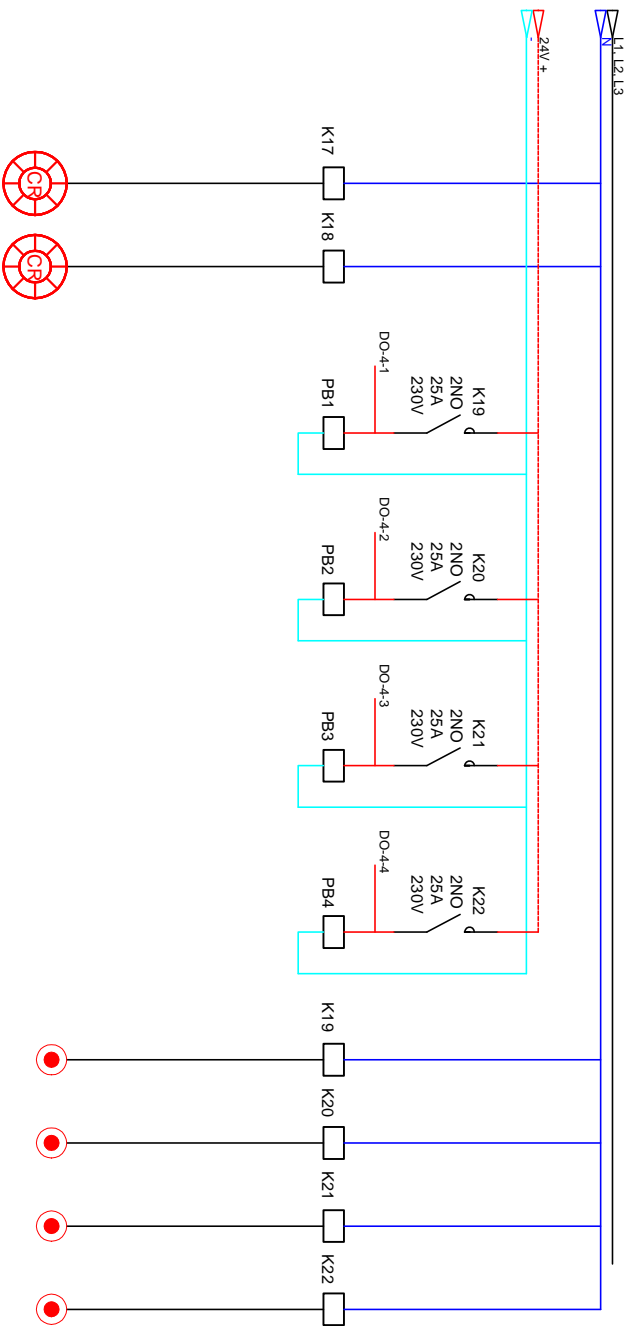 L1, L2, L3
N
24V +
-
K17
K18
CR
CR
DO-4-1
K19
2NO
25A
230V
PB1
DO-4-2
K20
2NO
25A
230V
PB2
DO-4-3
K21
2NO
25A
230V
PB3
DO-4-4
K22
2NO
25A
230V
PB4
K19
K20
K21
K22